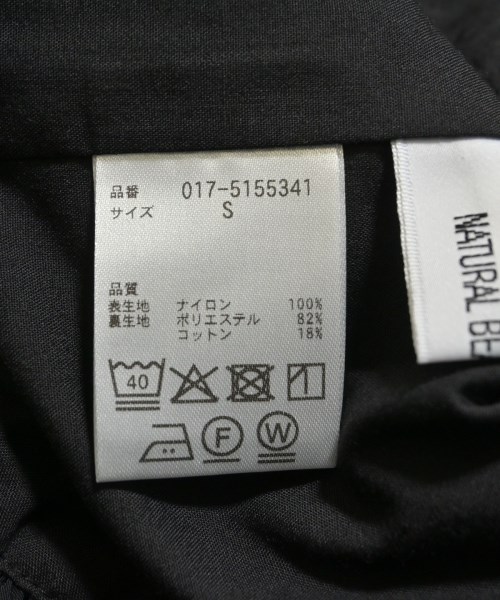 品番 017-5155341
サイズ S
品質
表生地 ナイロン 100%
裏生地 ポリエステル 82%
コットン 18%
40
F W
NATURAL BE